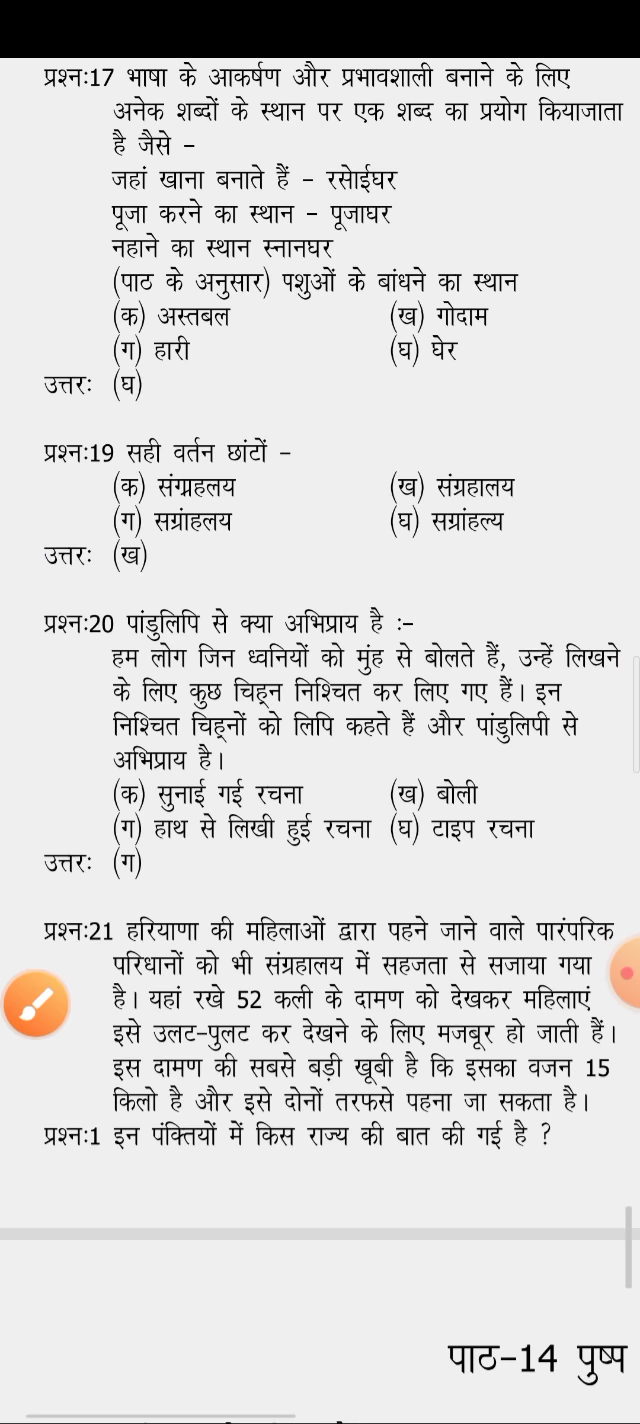 प्रश्न:17 भाषा के आकर्षण और प्रभावशाली बनाने के लिए
अनेक शब्दों के स्थान पर एक शब्द का प्रयोग कियाजाता
है जैसे -
जहां खाना बनाते हैं - रसेाईघर
पूजा करने का स्थान - पूजाघर
नहाने का स्थान स्नानघर
(पाठ के अनुसार) पशुओं के बांधने का स्थान
(क) अस्तबल (ख) गोदाम
(ग) हारी (घ) घेर
उत्तरः (घ)
प्रश्न:19 सही वर्तन छांटों -
(क) संग्रहलय (ख) संग्रहालय
(ग) सग्रांहलय (घ) सग्रांहल्य
उत्तरः (ख)
प्रश्न:20 पांडुलिपि से क्या अभिप्राय है :-
हम लोग जिन ध्वनियों को मुंह से बोलते हैं, उन्हें लिखने
के लिए कुछ चिह्न निश्चित कर लिए गए हैं। इन
निश्चित चिह्नों को लिपि कहते हैं और पांडुलिपी से
अभिप्राय है।
(क) सुनाई गई रचना (ख) बोली
(ग) हाथ से लिखी हुई रचना (घ) टाइप रचना
उत्तरः (ग)
प्रश्न:21 हरियाणा की महिलाओं द्वारा पहने जाने वाले पारंपरिक
परिधानों को भी संग्रहालय में सहजता से सजाया गया
है। यहां रखे 52 कली के दामण को देखकर महिलाएं
इसे उलट-पुलट कर देखने के लिए मजबूर हो जाती हैं।
इस दामण की सबसे बड़ी खूबी है कि इसका वजन 15
किलो है और इसे दोनों तरफसे पहना जा सकता है।
प्रश्न:1 इन पंक्तियों में किस राज्य की बात की गई है ?
पाठ-14 पुष्प